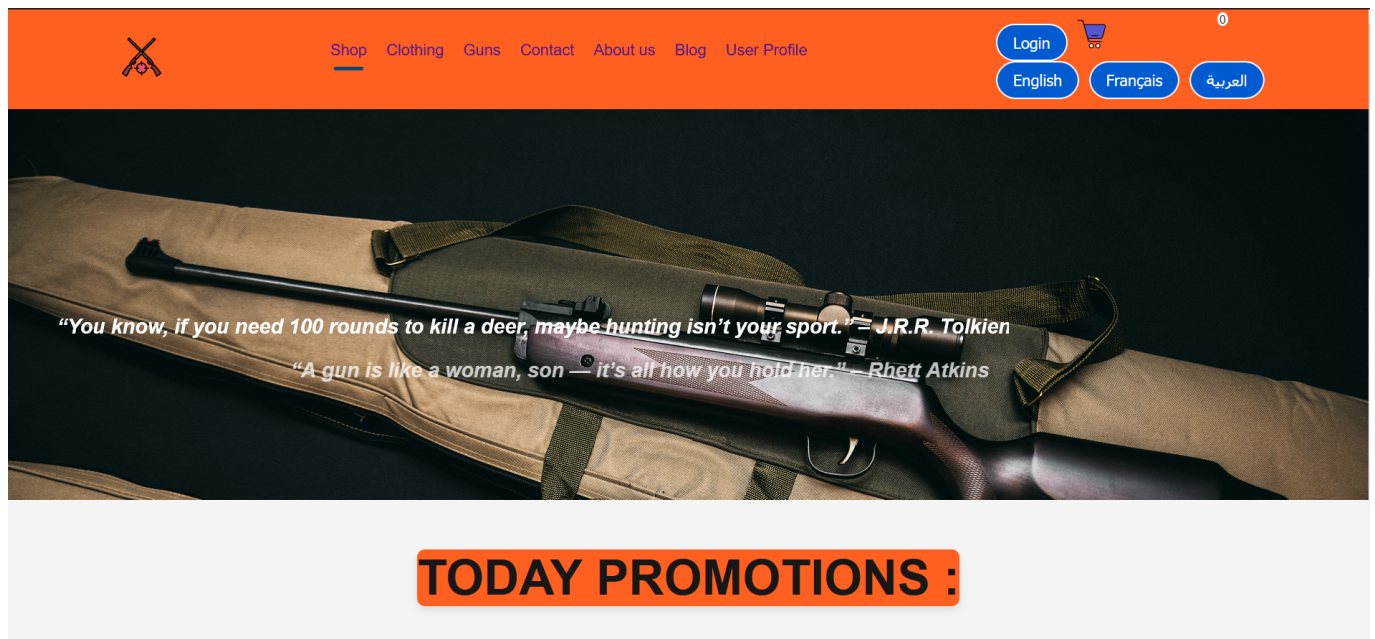 0
Shop Clothing Guns Contact About us Blog User Profile
Login
English Français العربية
“You know, if you need 100 rounds to kill a deer, maybe hunting isn’t your sport.” – J.R.R. Tolkien
“A gun is like a woman, son — it’s all how you hold her.” – Rhett Atkins
TODAY PROMOTIONS :